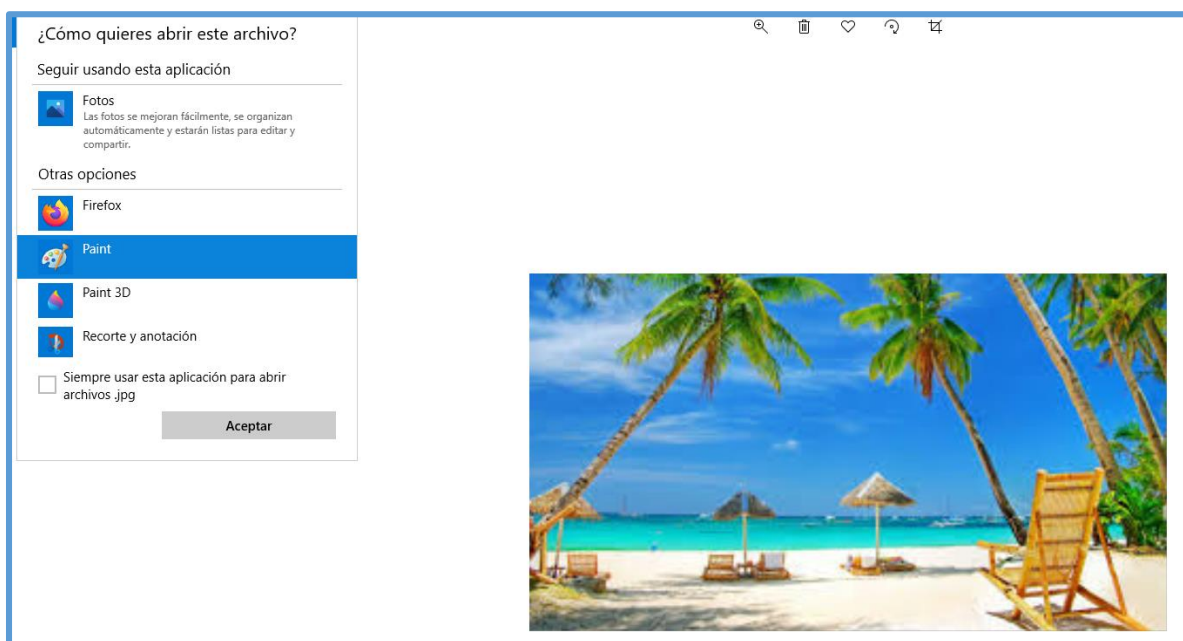 ¿Cómo quieres abrir este archivo?
Seguir usando esta aplicación
Fotos
Las fotos se mejoran fácilmente, se organizan
automáticamente y estarán listas para editar y
compartir.
Otras opciones
Firefox
Paint
Paint 3D
Recorte y anotación
Siempre usar esta aplicación para abrir
archivos .jpg
Aceptar